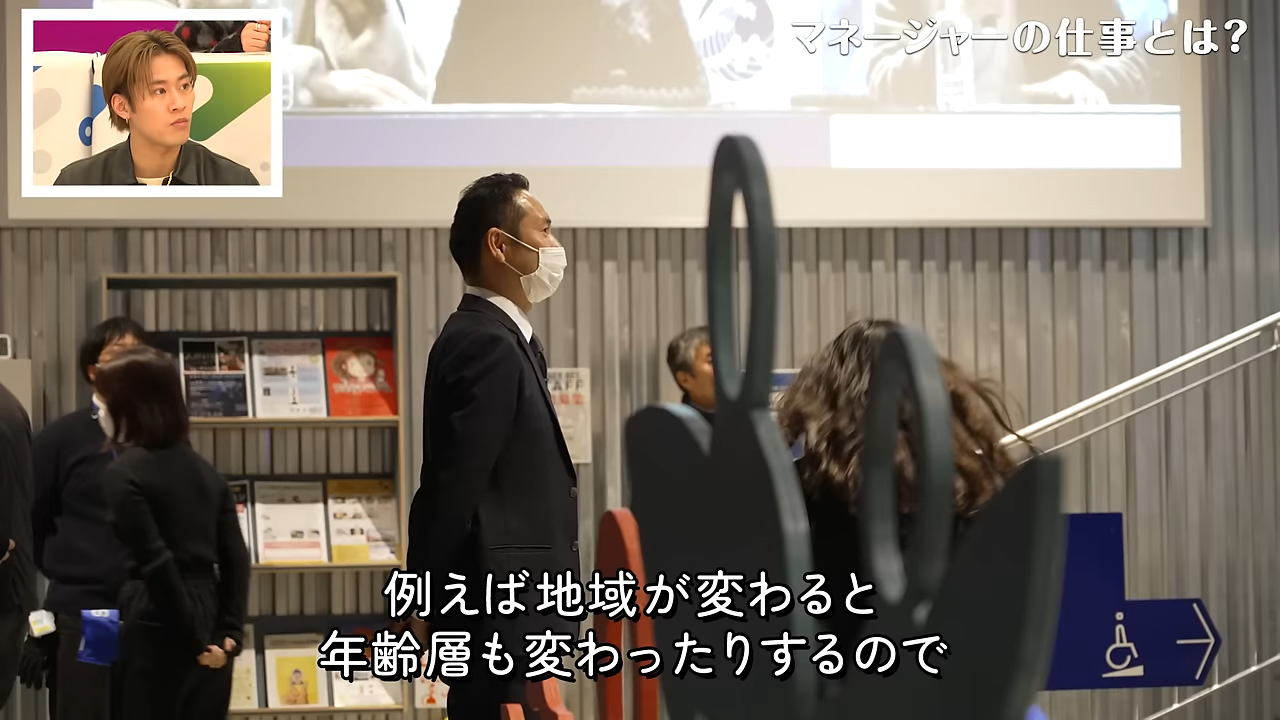 マネージャーの仕事とは?
例えば地域が変わると
年齢層も変わったりするので